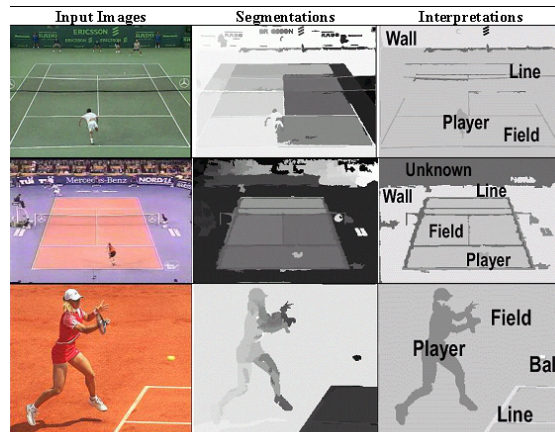 Input Images Segmentations Interpretations
ERICSSON
Wall
Line
Player
Field
Mercedes-Benz
Unknown
Wall
Line
Field
Player
Field
Player
Bal
Line